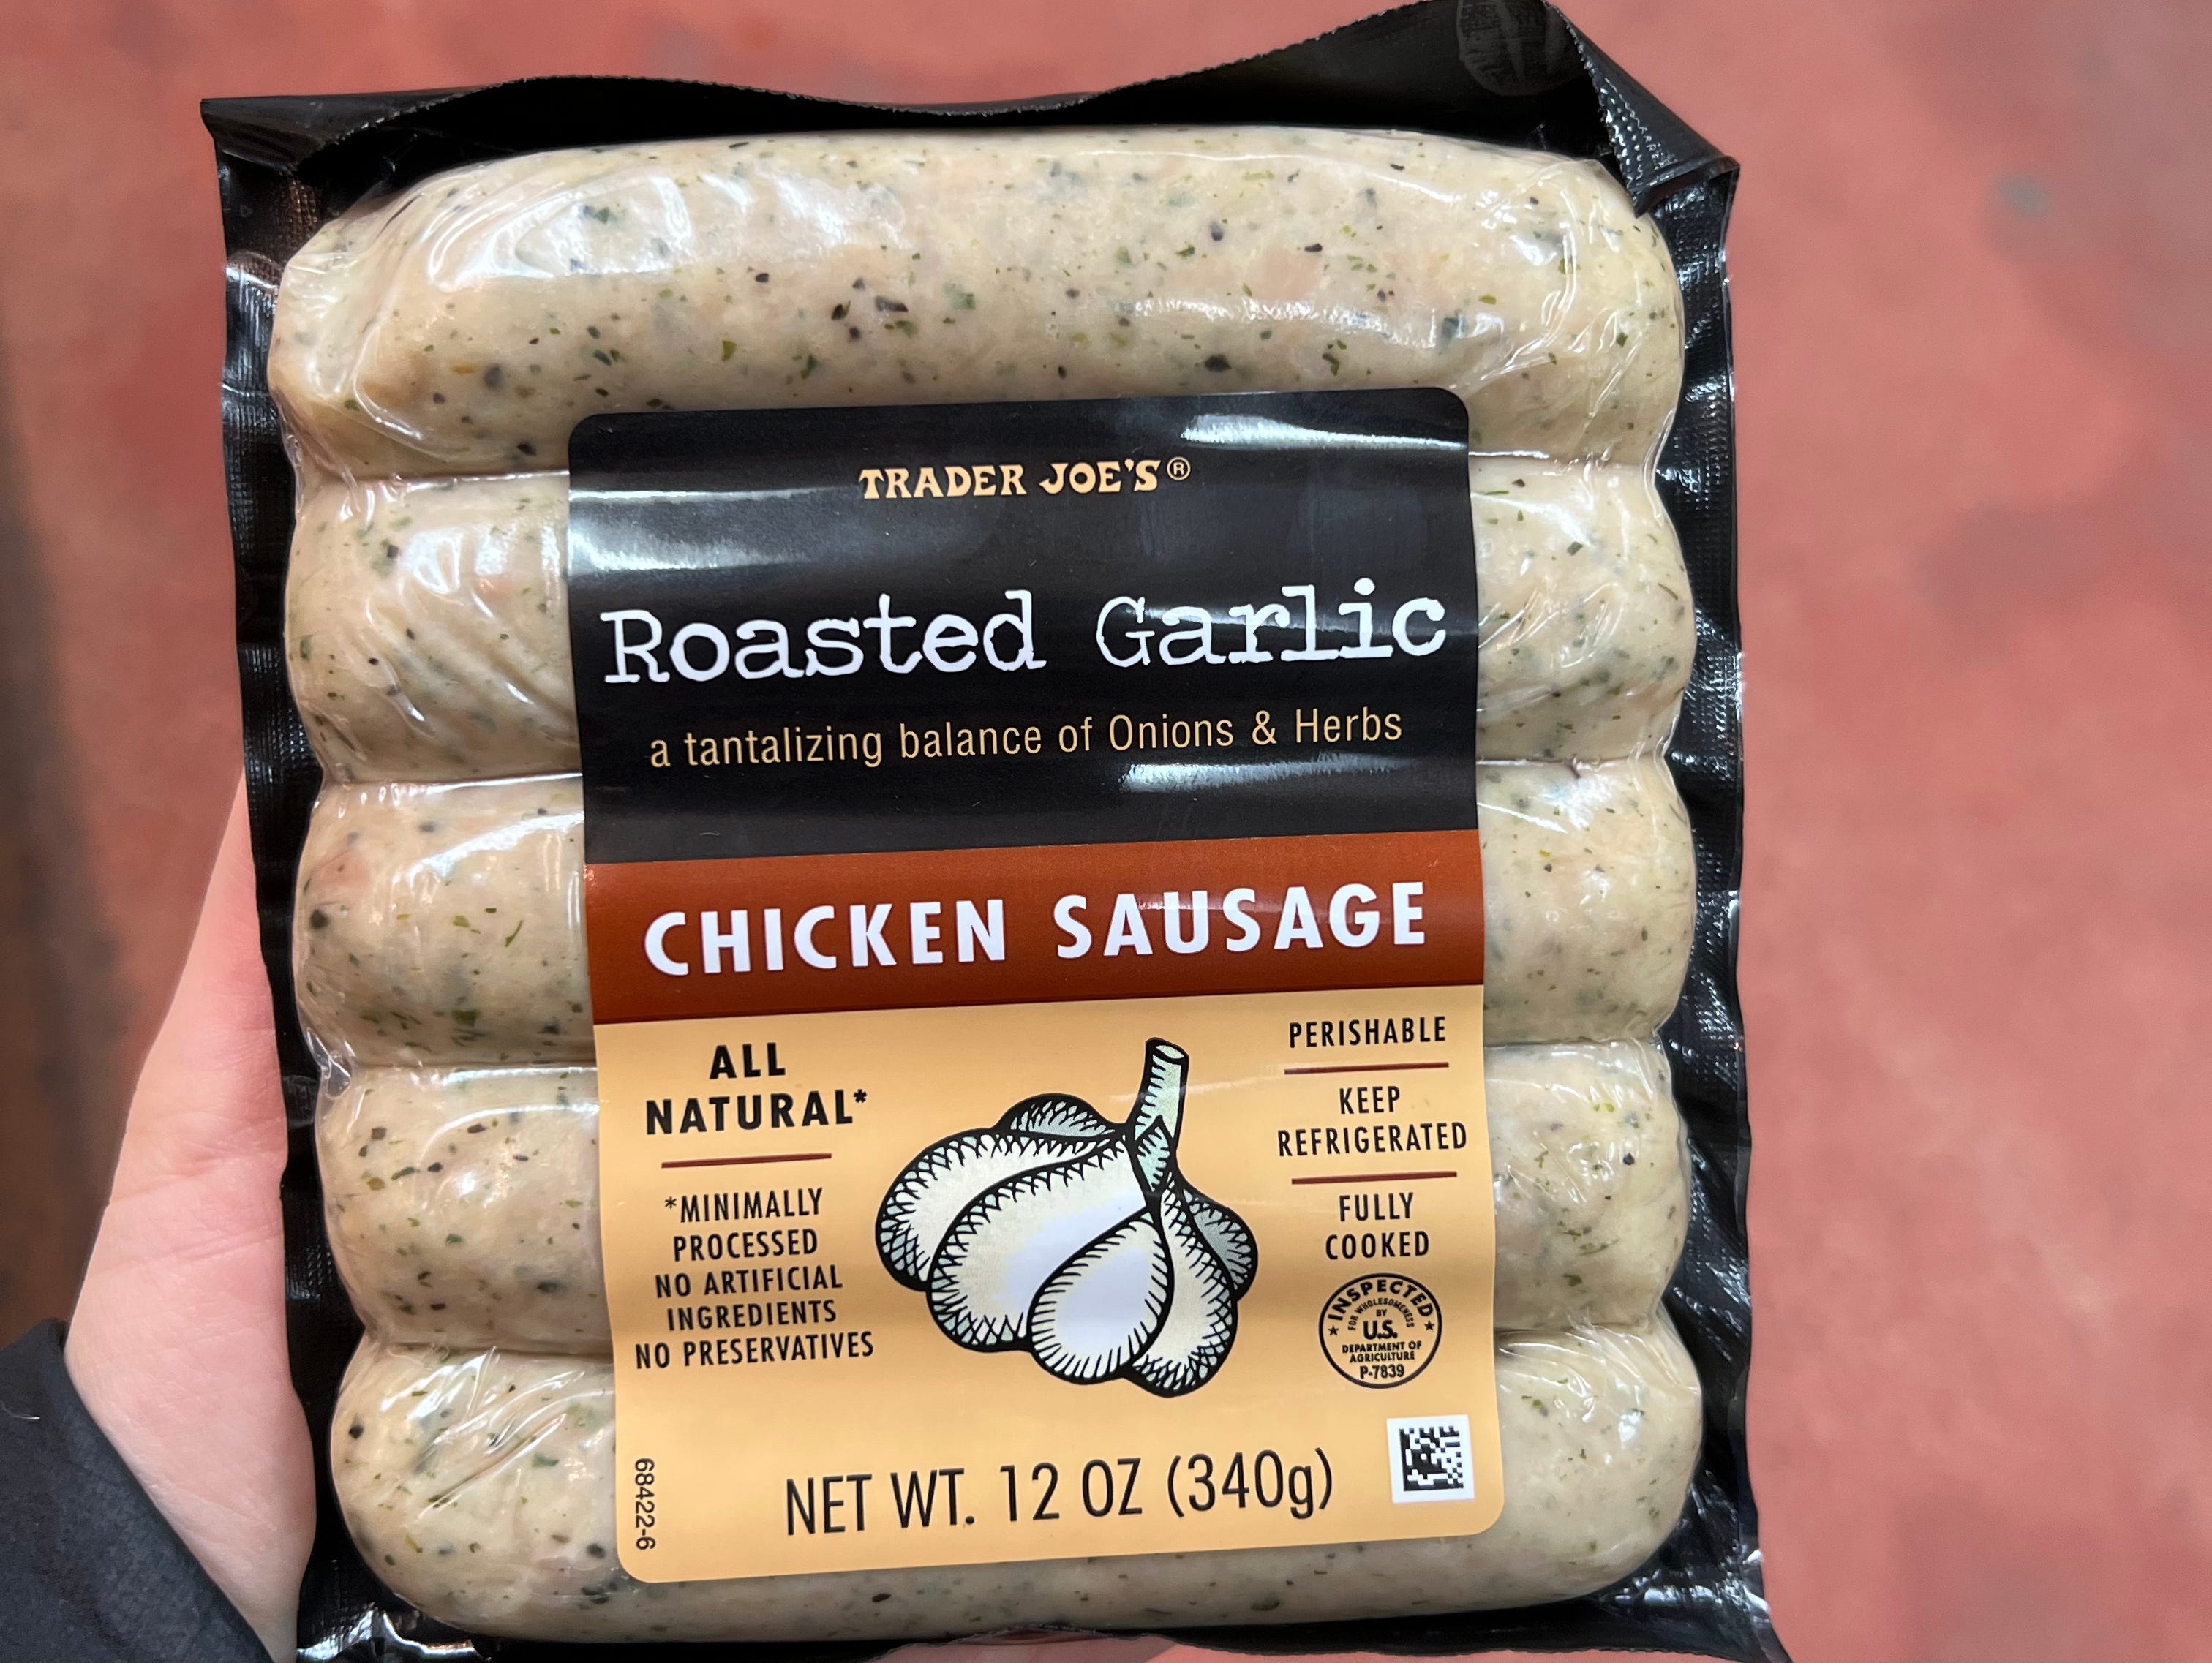 TRADER JOE'S®
Roasted Garlic
a tantalizing balance of Onions & Herbs
CHICKEN SAUSAGE
ALL
NATURAL*
*MINIMALLY
PROCESSED
NO ARTIFICIAL
INGREDIENTS
NO PRESERVATIVES
PERISHABLE
KEEP
REFRIGERATED
FULLY
COOKED
INSPECTED
FOR WHOLESOMENESS
BY
U.S.
DEPARTMENT OF
AGRICULTURE
P-7839
68422-6
NET WT. 12 OZ (340g)